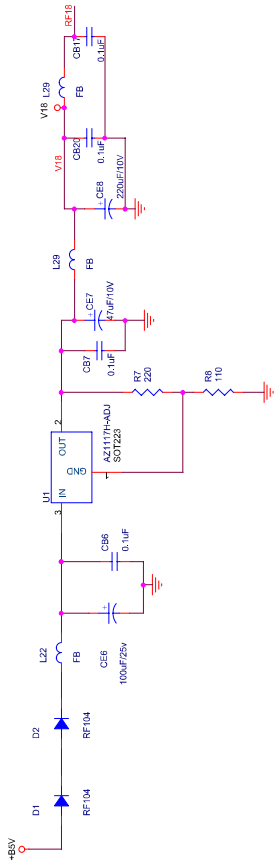 +B5V
D1
RF104
D2
RF104
L22
FB
CE6
+
100uF/25v
CB6
0.1uF
U1
3
IN
GND
OUT
2
1
AZ1117H-ADJ
SOT223
R7
220
R8
110
CB7
0.1uF
+
CE7
47uF/10V
L29
FB
+
CE8
220uF/10V
V18
CB20
0.1uF
V18
L29
FB
CB17
0.1uF
RF18